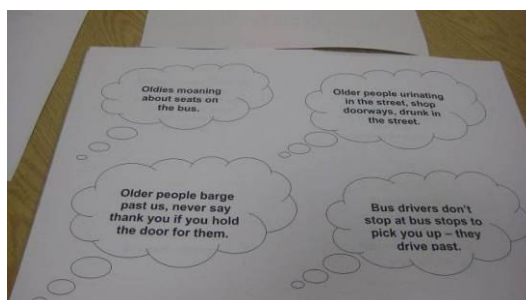 Oldies moaning
about seats on
the bus.
Older people urinating
in the street, shop
doorways, drunk in
the street.
Older people barge
past us, never say
thank you if you hold
the door for them.
Bus drivers don't
stop at bus stops to
pick you up – they
drive past.